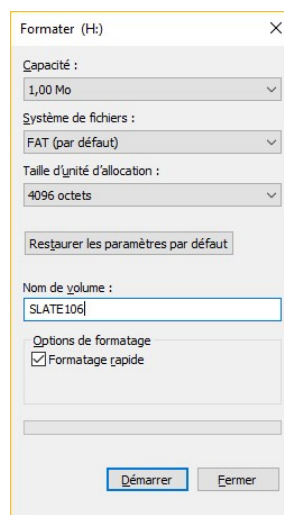 Formater (H:)
Capacité :
1,00 Mo
Système de fichiers :
FAT (par défaut)
Taille d'unité d'allocation :
4096 octets
Restaurer les paramètres par défaut
Nom de volume :
SLATE106
Options de formatage
Formatage rapide
Démarrer Fermer